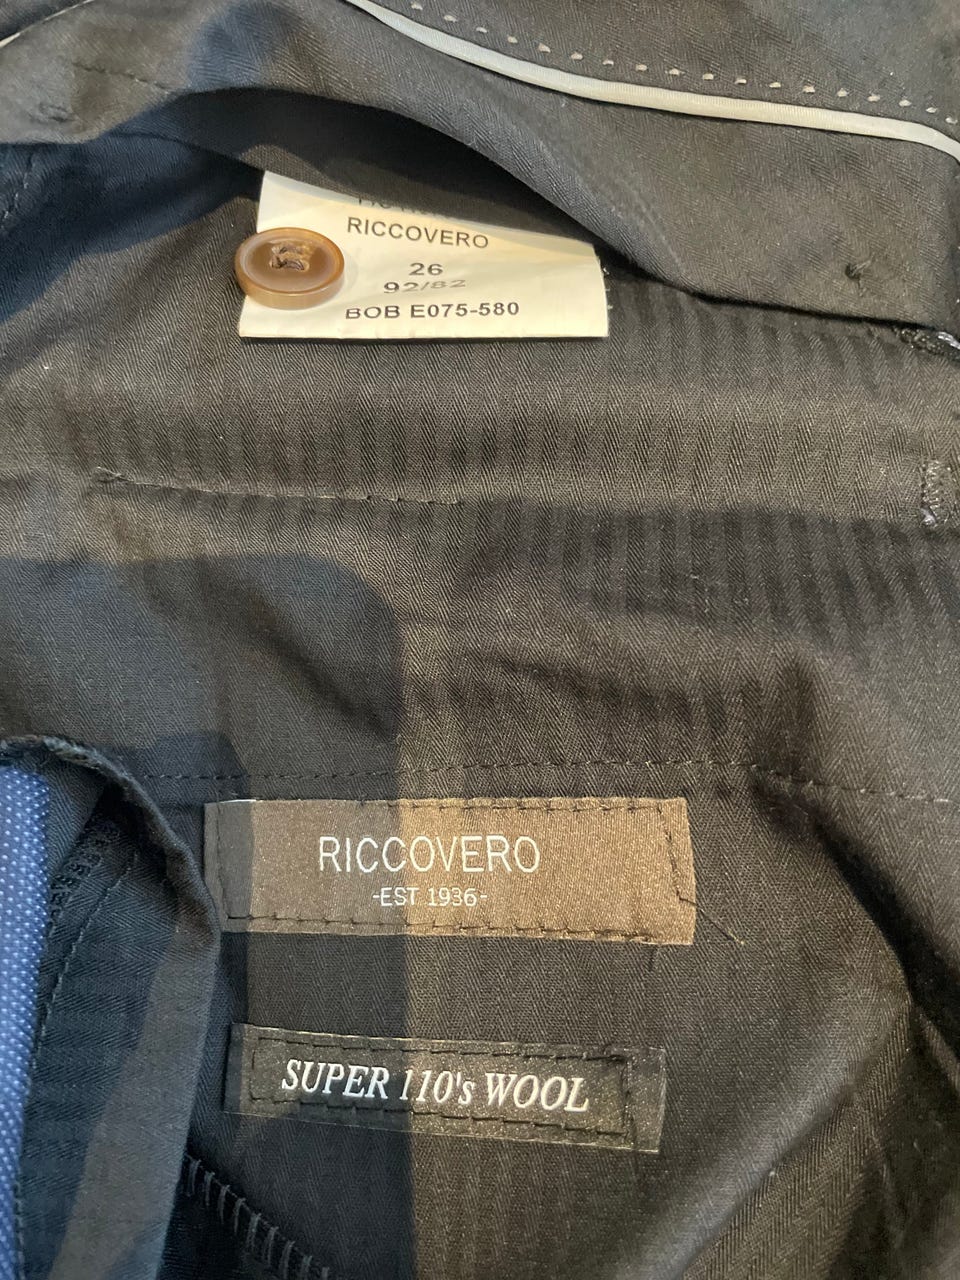 RICCOVERO
26
92/82
BOB E075-580
RICCOVERO
-EST 1936-
SUPER 110's WOOL